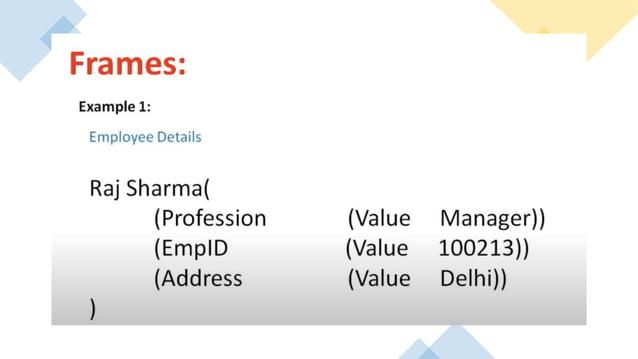 Frames:
Example 1:
Employee Details
Raj Sharma(
(Profession (Value Manager))
(EmpID (Value 100213))
(Address (Value Delhi))
)